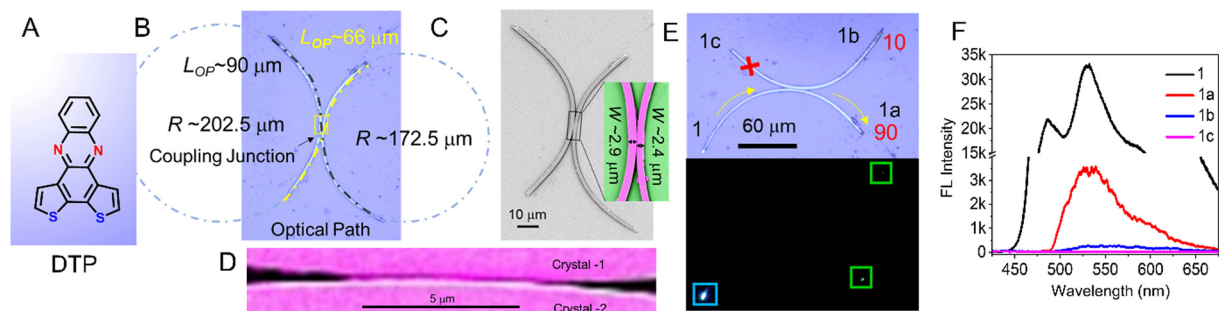 A
N
N
S
S
DTP
B
L_OP~66 μm
L_OP~90 μm
R ~202.5 μm
R ~172.5 μm
Coupling Junction
Optical Path
C
W ~2.9 μm
W ~2.4 μm
10 μm
D
Crystal -1
5 μm
Crystal -2
E
1c
1b
10
1
1a
60 μm
90
F
FL Intensity
35k
30k
25k
20k
15k
3k
2k
1k
0
1
1a
1b
1c
450 500 550 600 650
Wavelength (nm)